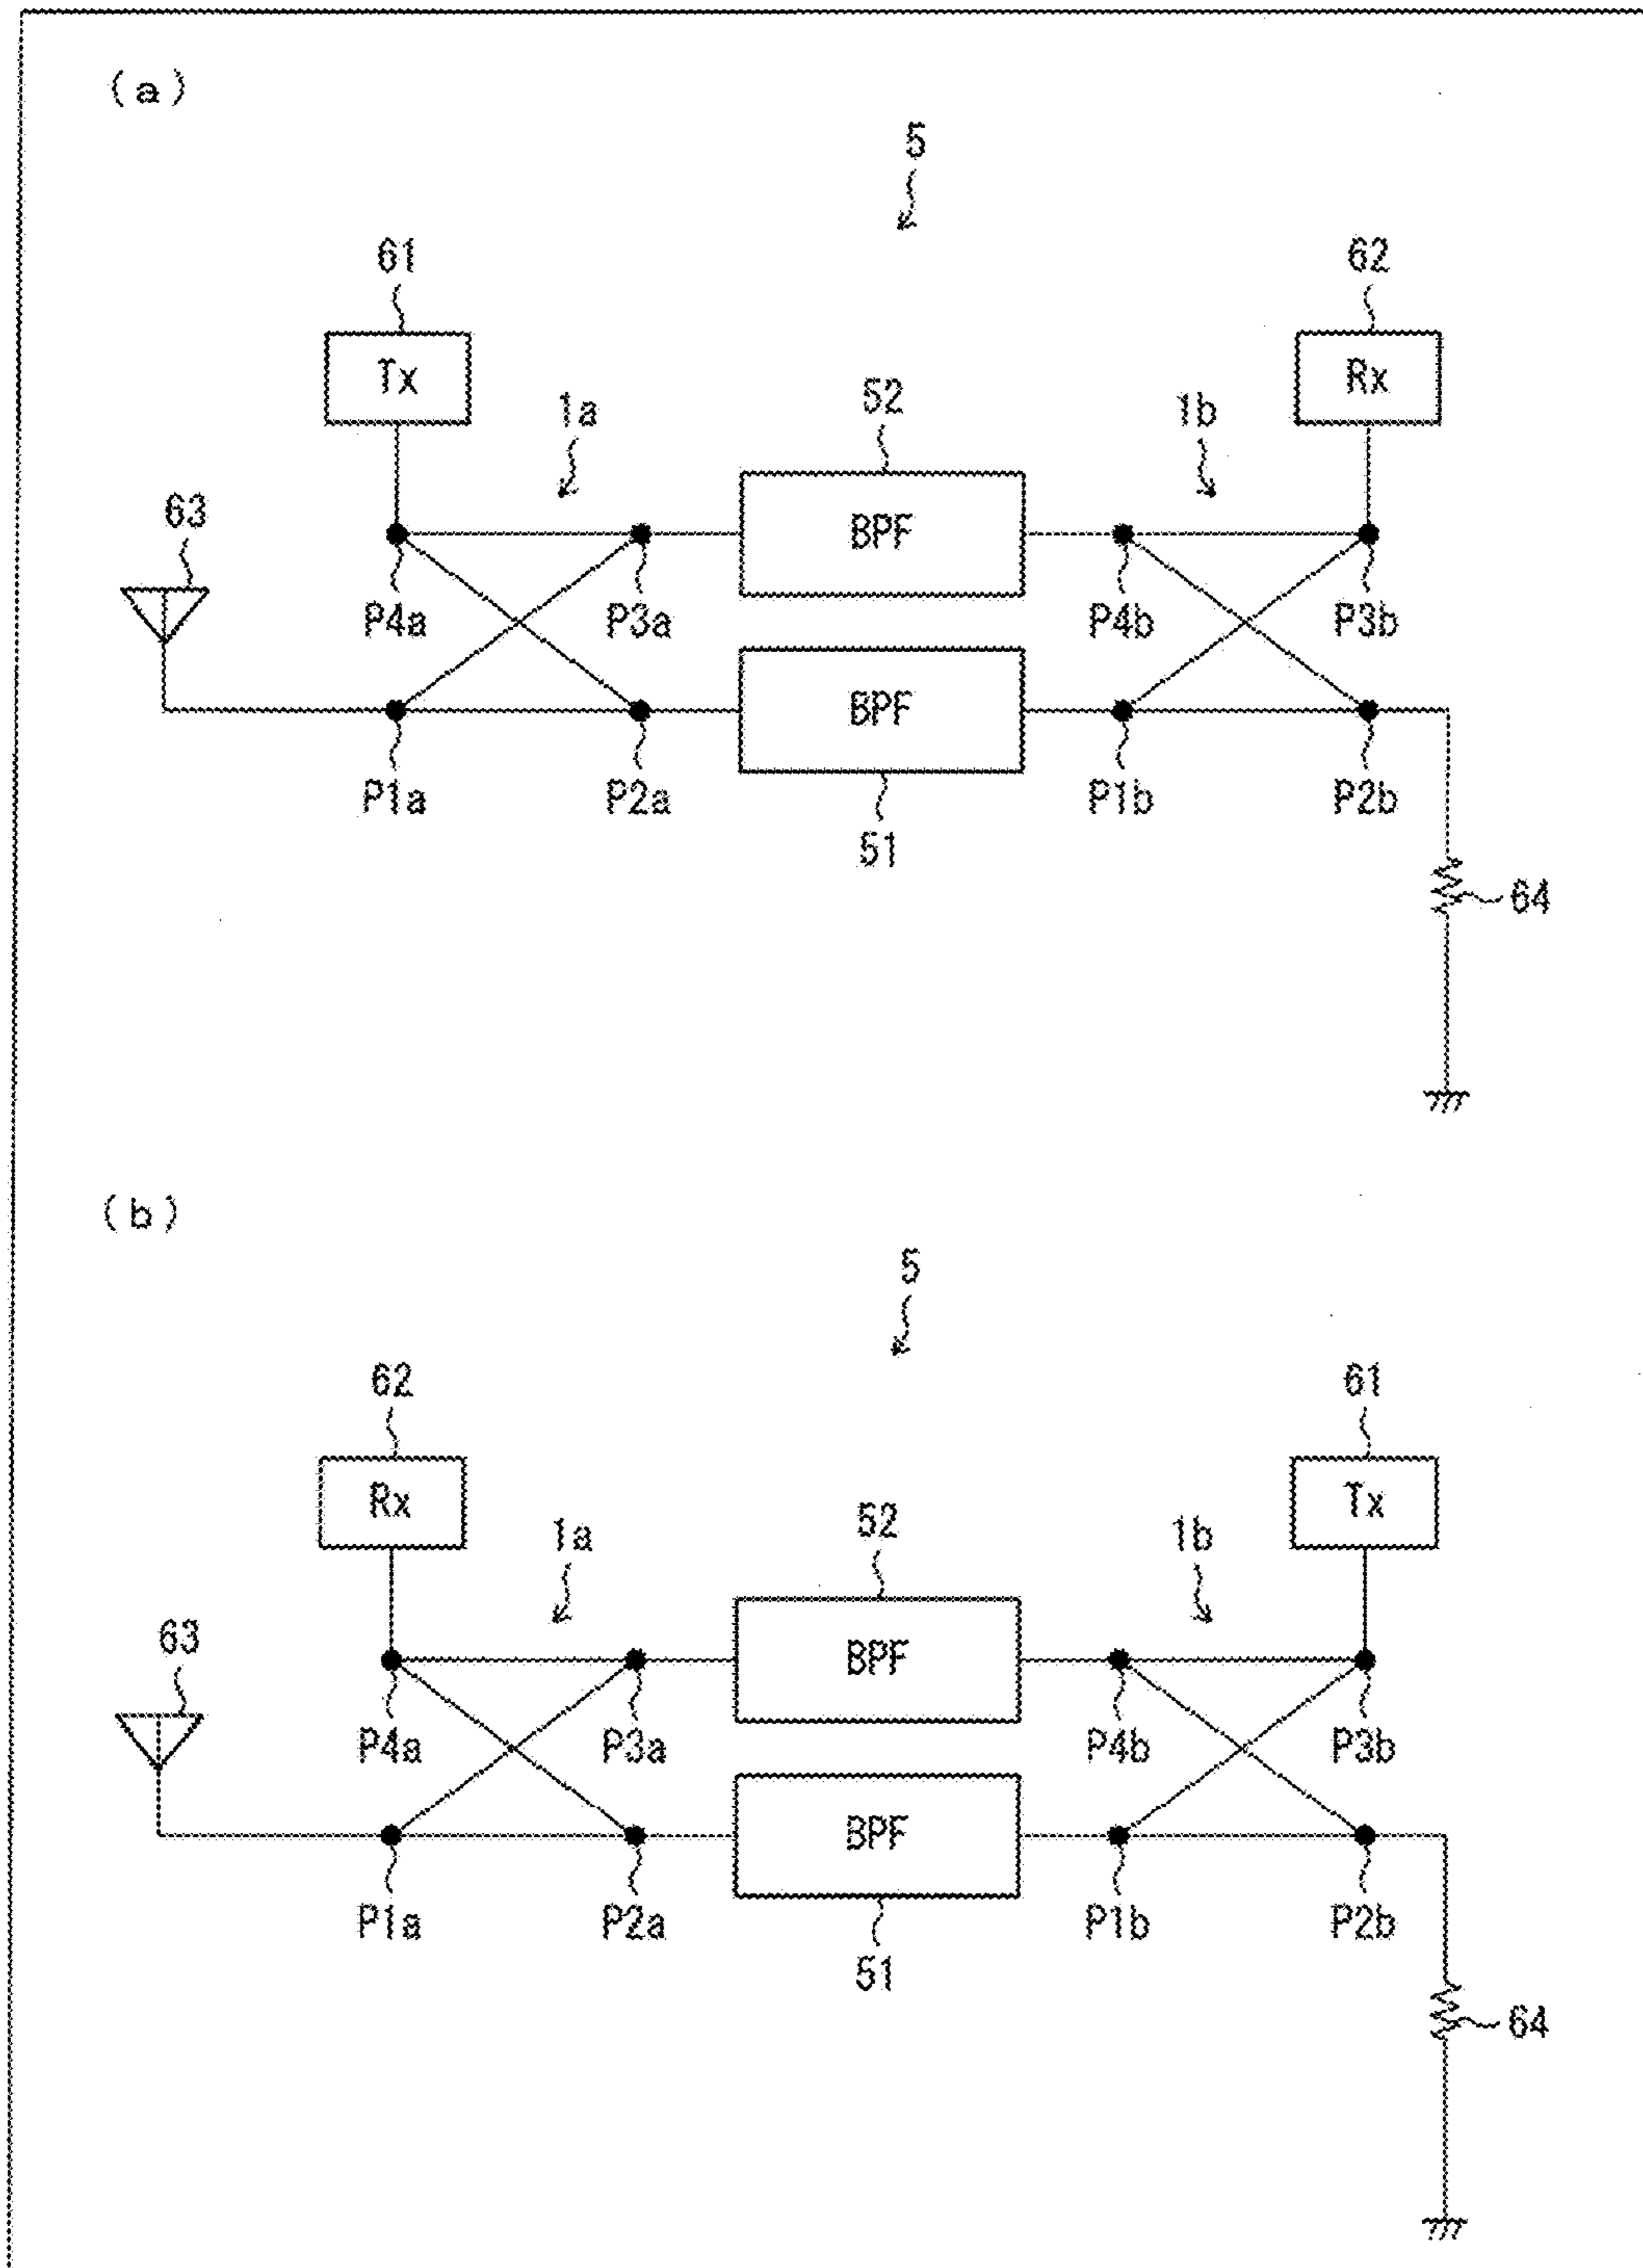 (a)
5
61
62
Tx
Rx
1a
52
1b
63
BPF
P4a
P3a
P4b
P3b
BPF
P1a
P2a
P1b
P2b
51
64
(b)
5
62
61
Rx
Tx
1a
52
1b
63
BPF
P4a
P3a
P4b
P3b
BPF
P1a
P2a
P1b
P2b
51
64